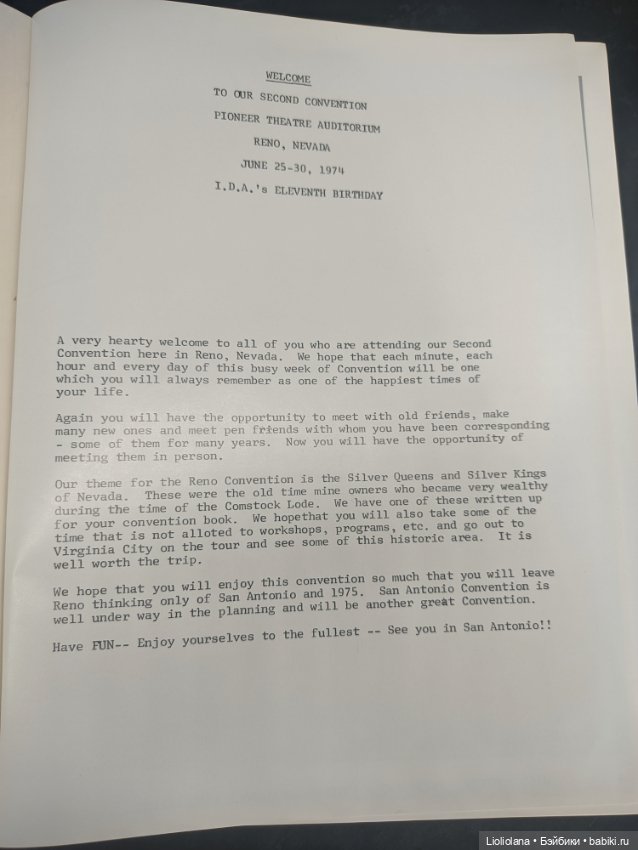 WELCOME
TO OUR SECOND CONVENTION
PIONEER THEATRE AUDITORIUM
RENO, NEVADA
JUNE 25-30, 1974
I.D.A.'s ELEVENTH BIRTHDAY
A very hearty welcome to all of you who are attending our Second
Convention here in Reno, Nevada. We hope that each minute, each
hour and every day of this busy week of Convention will be one
which you will always remember as one of the happiest times of
your life.
Again you will have the opportunity to meet with old friends, make
many new ones and meet pen friends with whom you have been corresponding
- some of them for many years. Now you will have the opportunity of
meeting them in person.
Our theme for the Reno Convention is the Silver Queens and Silver Kings
of Nevada. These were the old time mine owners who became very wealthy
during the time of the Comstock Lode. We have one of these written up
for your convention book. We hopethat you will also take some of the
time that is not alloted to workshops, programs, etc. and go out to
Virginia City on the tour and see some of this historic area. It is
well worth the trip.
We hope that you will enjoy this convention so much that you will leave
Reno thinking only of San Antonio and 1975. San Antonio Convention is
well under way in the planning and will be another great Convention.
Have FUN-- Enjoy yourselves to the fullest -- See you in San Antonio!!
Lioliolana • Бэйбики • babiki.ru